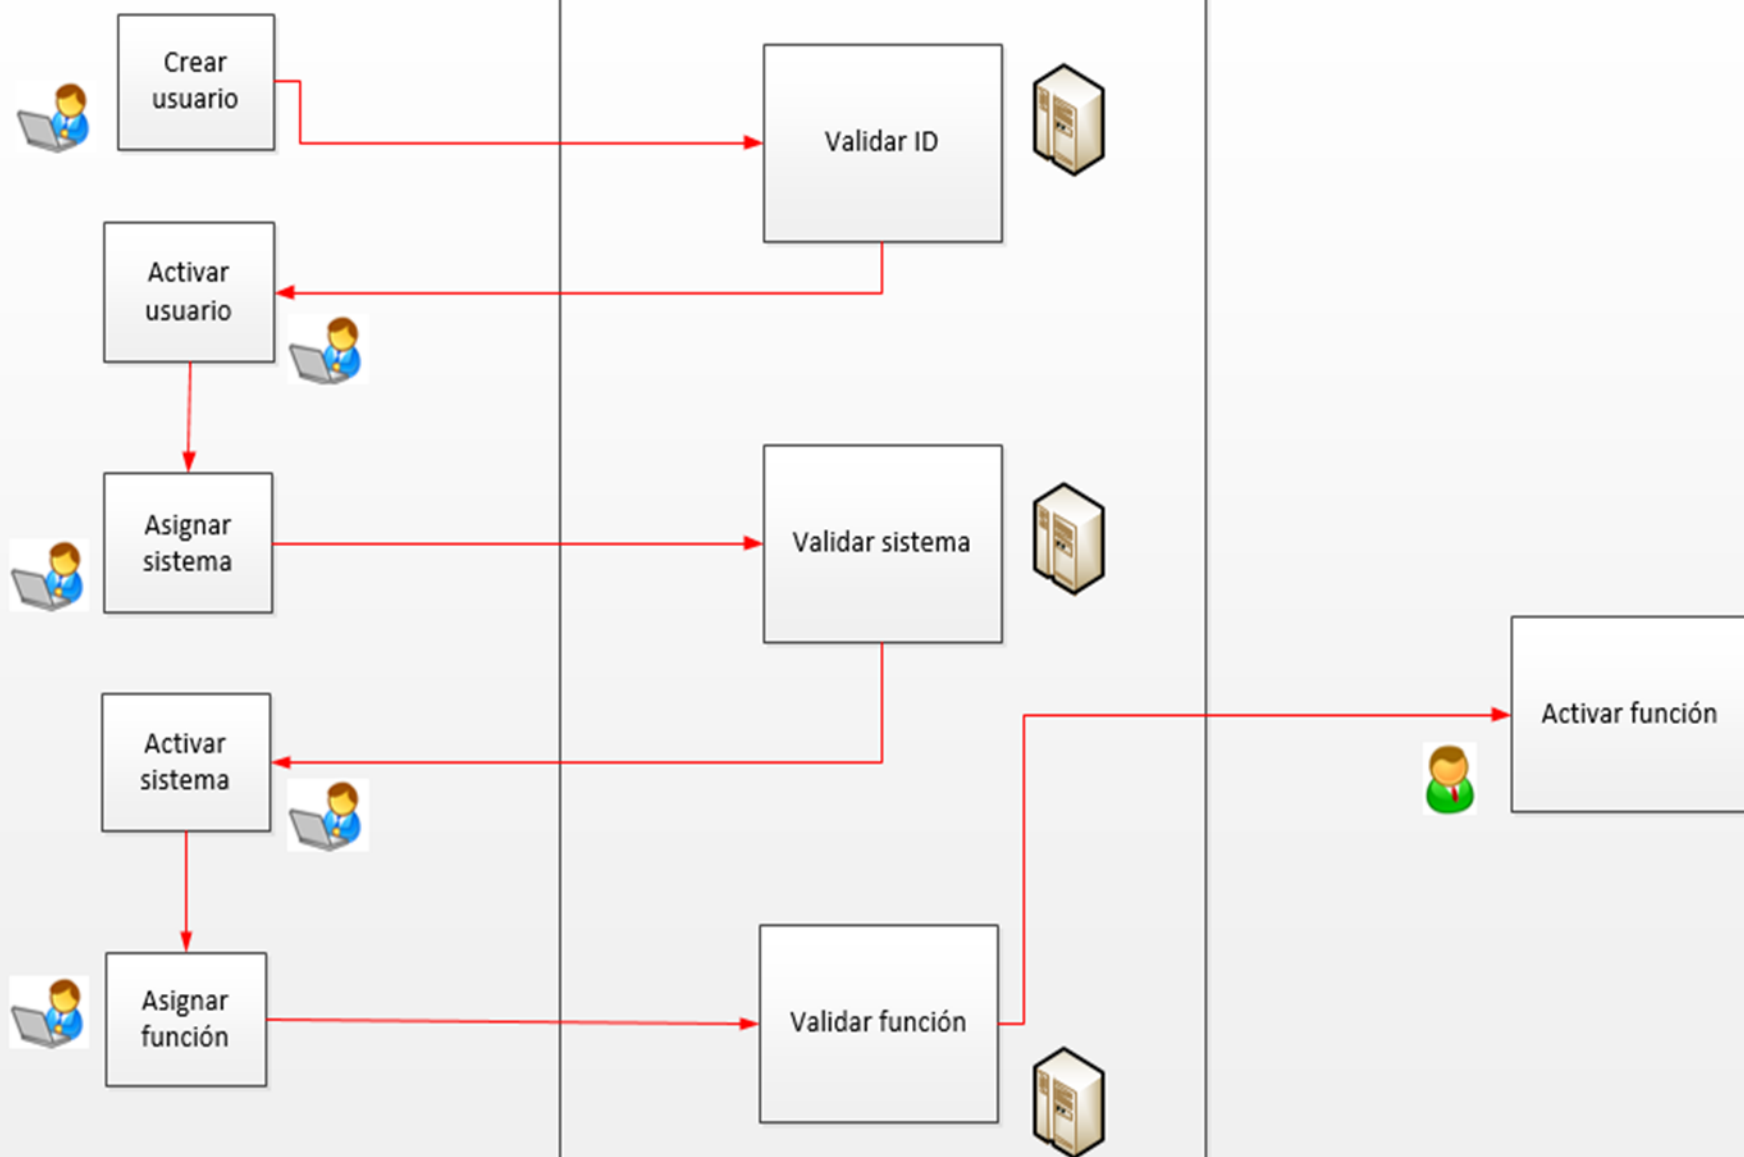 Crear
usuario
Validar ID
Activar
usuario
Asignar
sistema
Validar sistema
Activar
sistema
Activar función
Asignar
función
Validar función